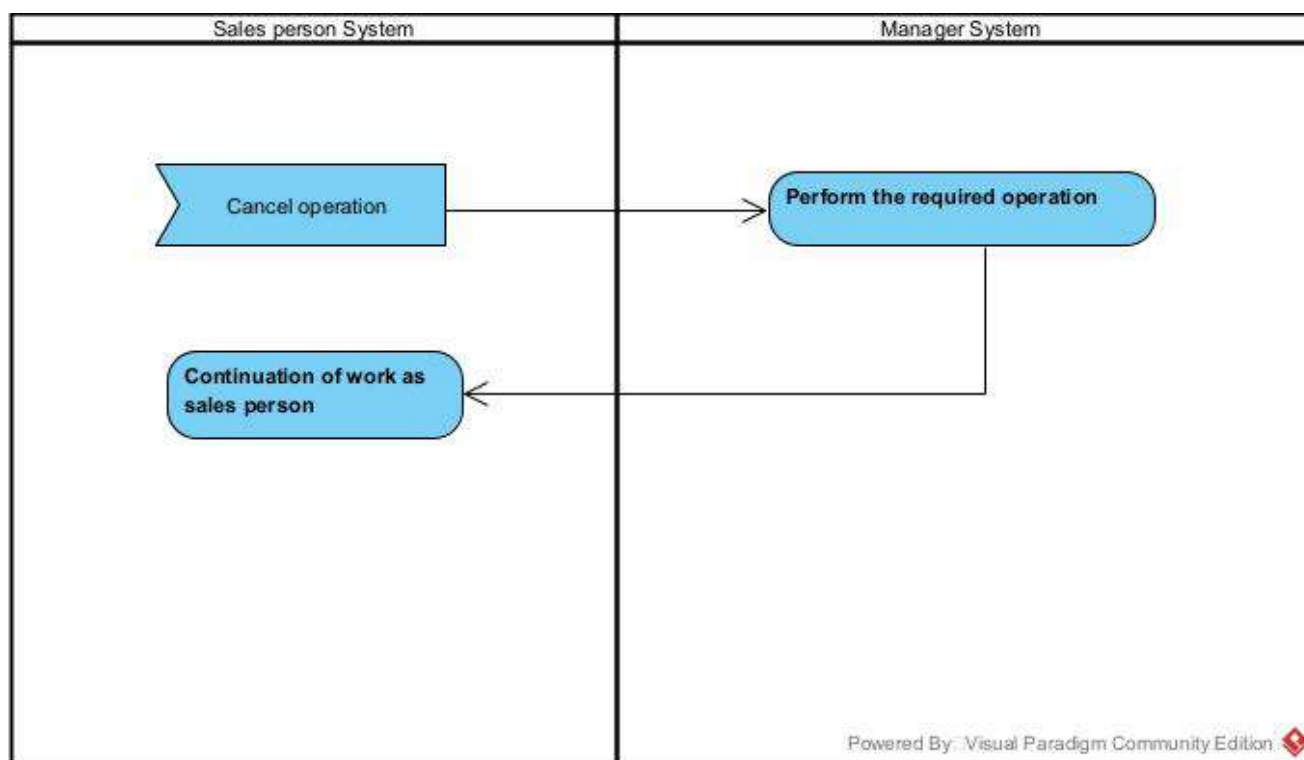 Sales person System
Manager System
Cancel operation
Perform the required operation
Continuation of work as
sales person
Powered By: Visual Paradigm Community Edition